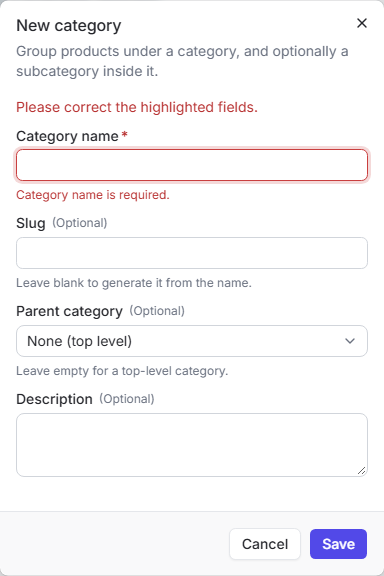 New category
Group products under a category, and optionally a
subcategory inside it.
Please correct the highlighted fields.
Category name *
Category name is required.
Slug (Optional)
Leave blank to generate it from the name.
Parent category (Optional)
None (top level)
Leave empty for a top-level category.
Description (Optional)
Cancel Save